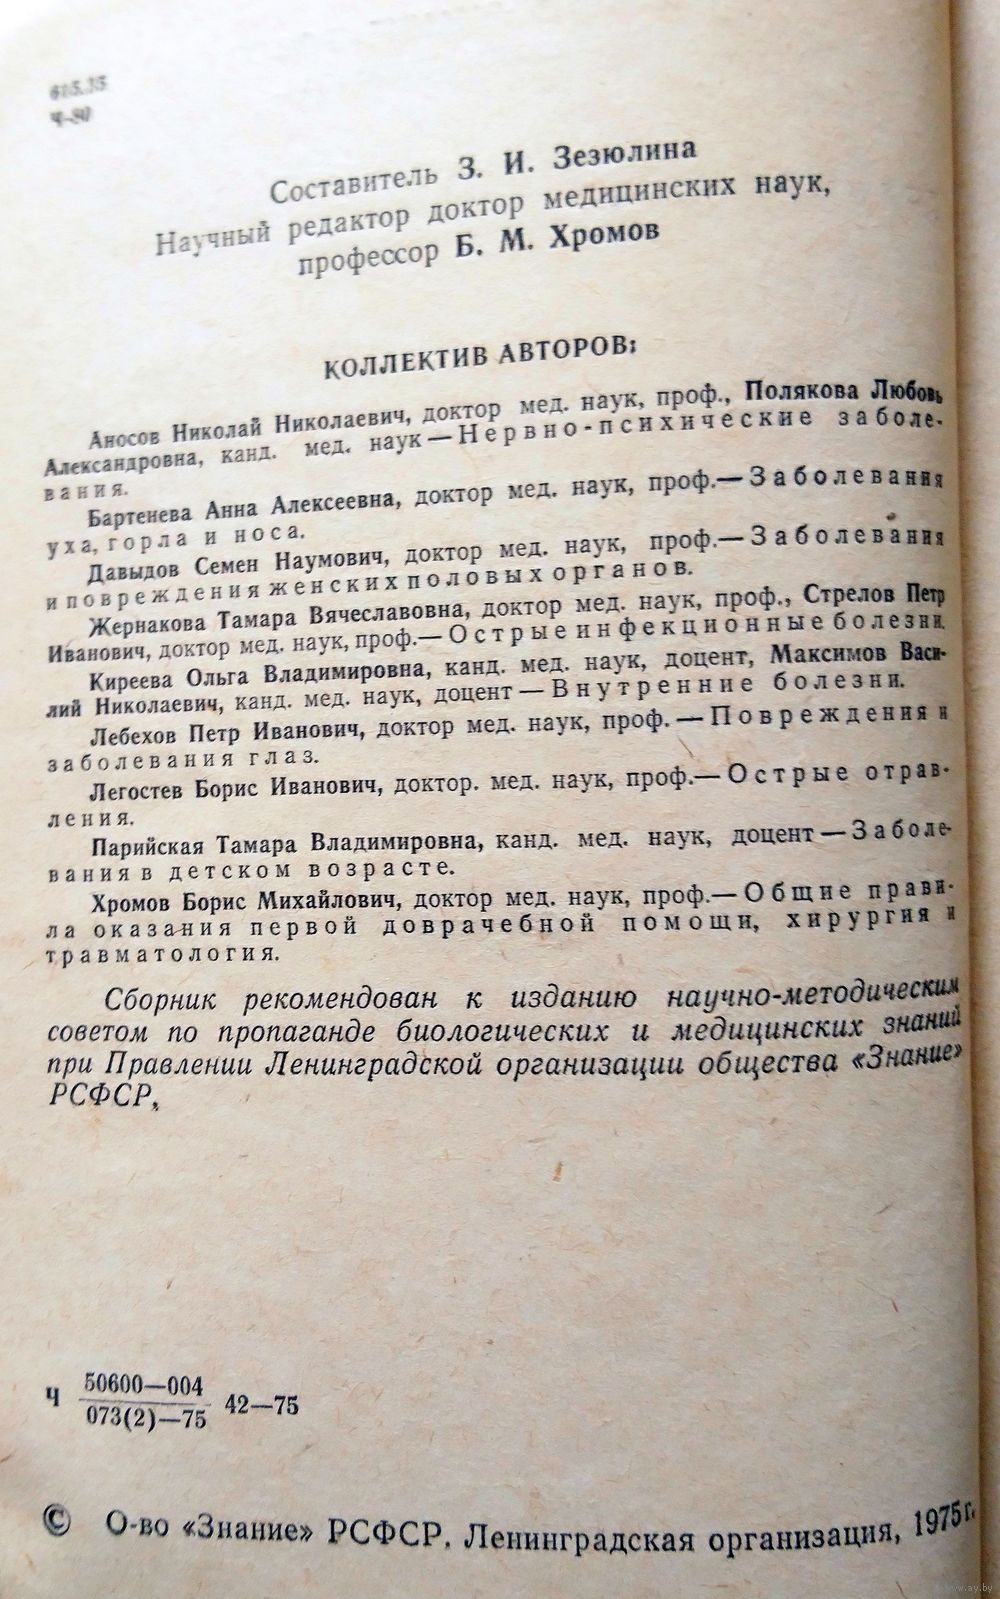 615.35
Ч-80
Составитель З. И. Зезюлина
Научный редактор доктор медицинских наук,
профессор Б. М. Хромов
КОЛЛЕКТИВ АВТОРОВ:
Аносов Николай Николаевич, доктор мед. наук, проф., Полякова Любовь
Александровна, канд. мед. наук — Нервно-психические заболе-
вания.
Бартенева Анна Алексеевна, доктор мед. наук, проф.— Заболевания
уха, горла и носа.
Давыдов Семен Наумович, доктор мед. наук, проф.— Заболевания
и повреждения женских половых органов.
Жернакова Тамара Вячеславовна, доктор мед. наук, проф., Стрелов Петр
Иванович, доктор мед. наук, проф.— Острые инфекционные болезни.
Киреева Ольга Владимировна, канд. мед. наук, доцент, Максимов Васи-
лий Николаевич, канд. мед. наук, доцент — Внутренние болезни.
Лебехов Петр Иванович, доктор мед. наук, проф. — Повреждения и
заболевания глаз.
Легостев Борис Иванович, доктор. мед. наук, проф.— Острые отрав-
ления.
Парийская Тамара Владимировна, канд. мед. наук, доцент — Заболе-
вания в детском возрасте.
Хромов Борис Михайлович, доктор мед. наук, проф.— Общие прави-
ла оказания первой доврачебной помощи, хирургия и
травматология.
Сборник рекомендован к изданию научно-методическим
советом по пропаганде биологических и медицинских знаний
при Правлении Ленинградской организации общества «Знание»
РСФСР.
Ч 50600—004
073(2)—75 42—75
© О-во «Знание» РСФСР. Ленинградская организация, 1975 г.
www.ay.by